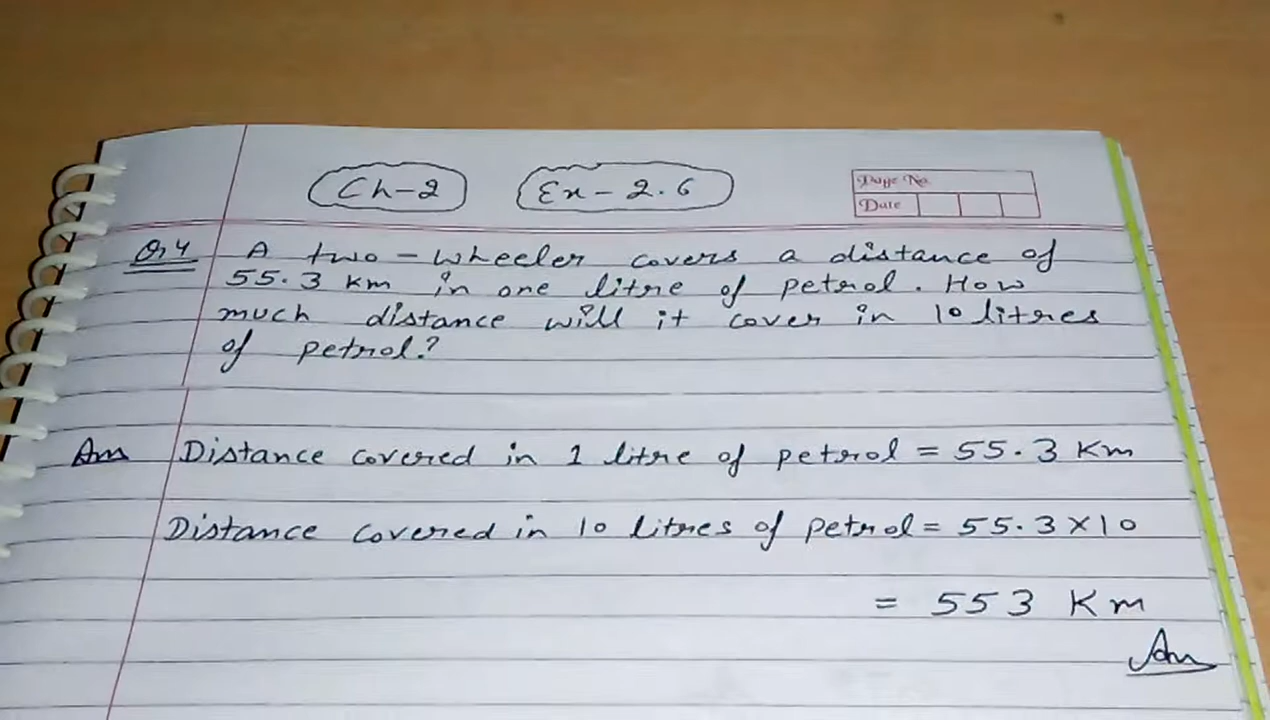 Ch-2 Ex-2.6
Page No.
Date
Q.4 A two-wheeler covers a distance of
55.3 km in one litre of petrol. How
much distance will it cover in 10 litres
of petrol?
Ans Distance covered in 1 litre of petrol = 55.3 Km
Distance covered in 10 litres of petrol = 55.3 X 10
= 553 Km
Ans